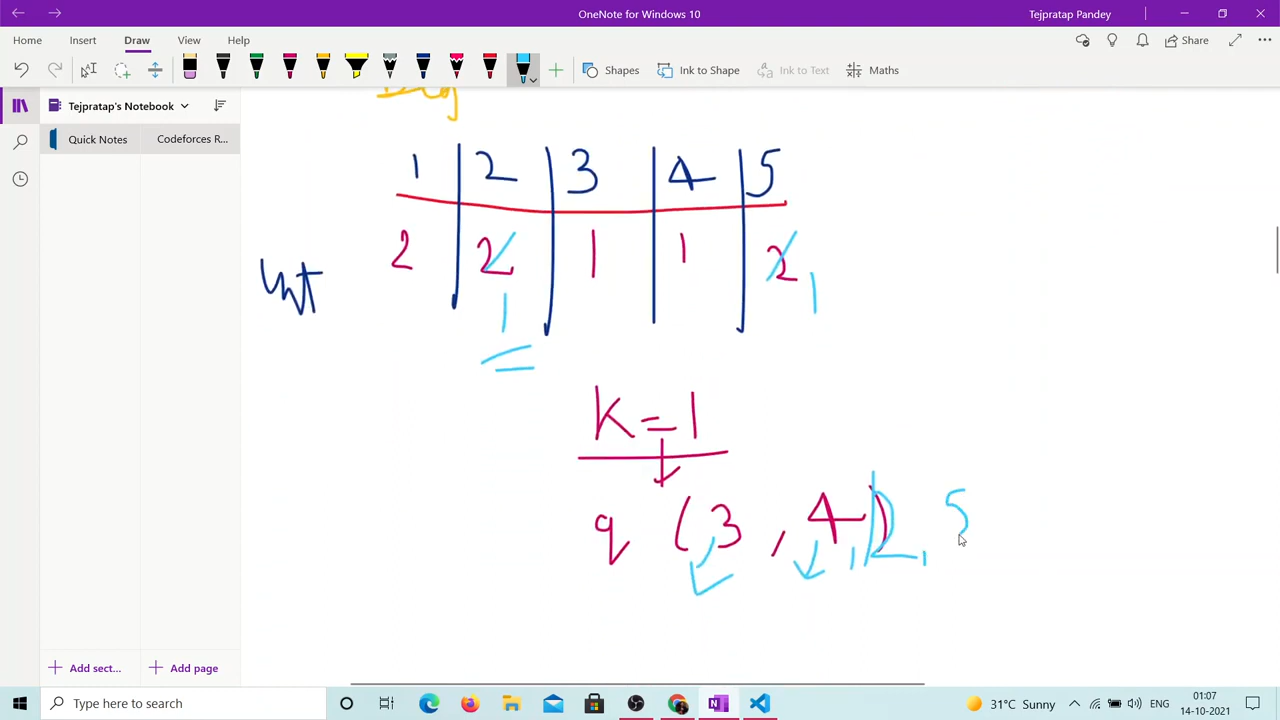 OneNote for Windows 10
Tejpratap Pandey
Home Insert Draw View Help
Share
Shapes Ink to Shape Ink to Text Maths
Tejpratap's Notebook
Quick Notes Codeforces R...
1 2 3 4 5
2 2 1 1 2 1
1
K=1
q (3, 4), 2, 5
Add sect... Add page
Type here to search
31°C Sunny ENG 01:07
14-10-2021